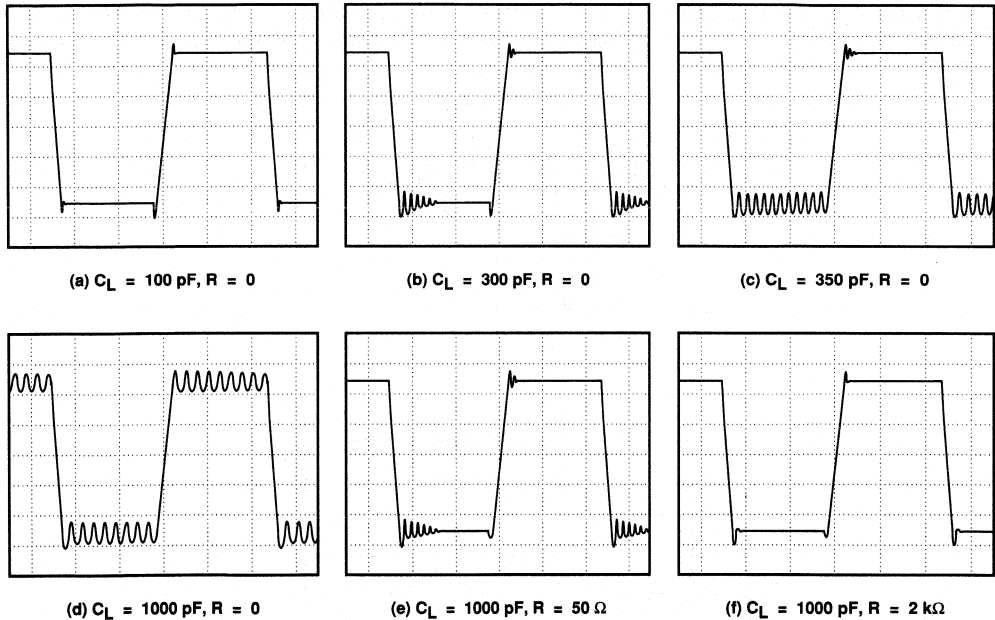 (a) CL = 100 pF, R = 0
(b) CL = 300 pF, R = 0
(c) CL = 350 pF, R = 0
(d) CL = 1000 pF, R = 0
(e) CL = 1000 pF, R = 50 Ω
(f) CL = 1000 pF, R = 2 kΩ